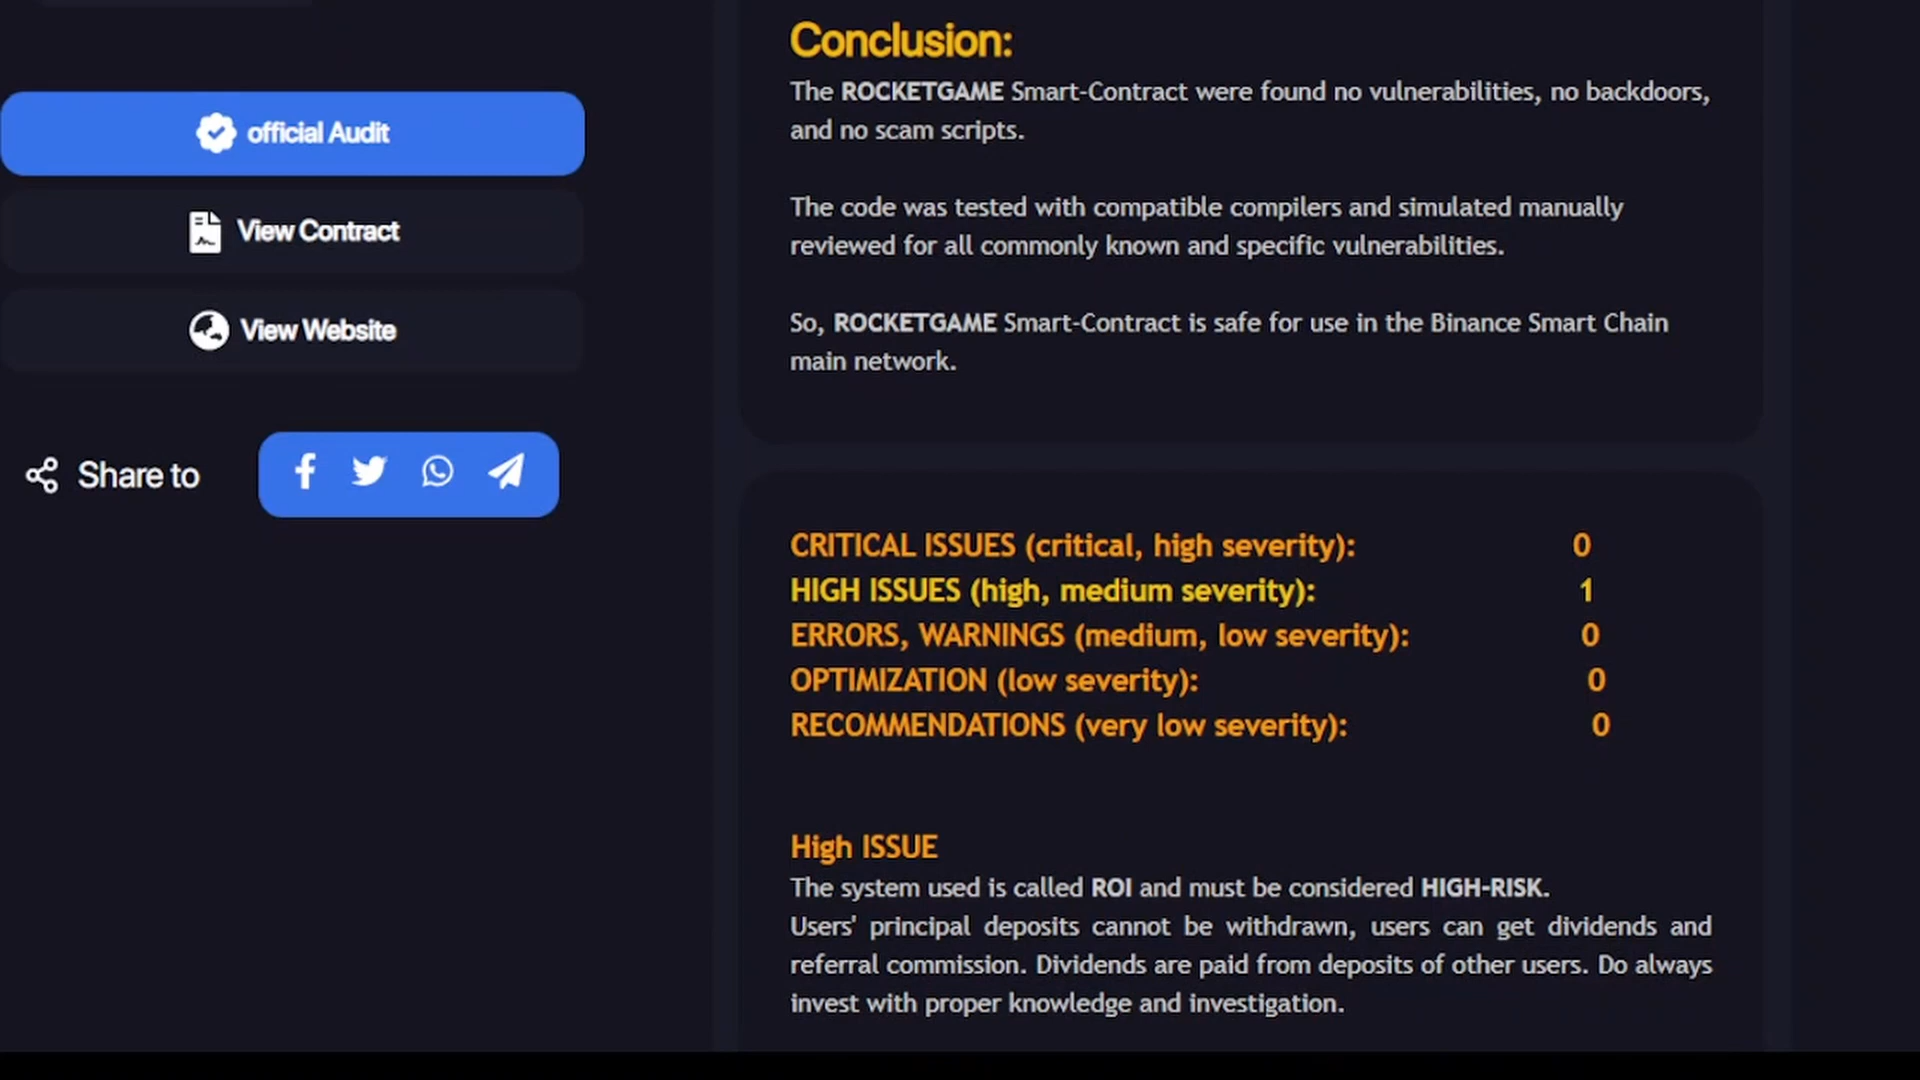 official Audit
View Contract
View Website
Share to
Conclusion:
The ROCKETGAME Smart-Contract were found no vulnerabilities, no backdoors,
and no scam scripts.
The code was tested with compatible compilers and simulated manually
reviewed for all commonly known and specific vulnerabilities.
So, ROCKETGAME Smart-Contract is safe for use in the Binance Smart Chain
main network.
CRITICAL ISSUES (critical, high severity): 0
HIGH ISSUES (high, medium severity): 1
ERRORS, WARNINGS (medium, low severity): 0
OPTIMIZATION (low severity): 0
RECOMMENDATIONS (very low severity): 0
High ISSUE
The system used is called ROI and must be considered HIGH-RISK.
Users' principal deposits cannot be withdrawn, users can get dividends and
referral commission. Dividends are paid from deposits of other users. Do always
invest with proper knowledge and investigation.